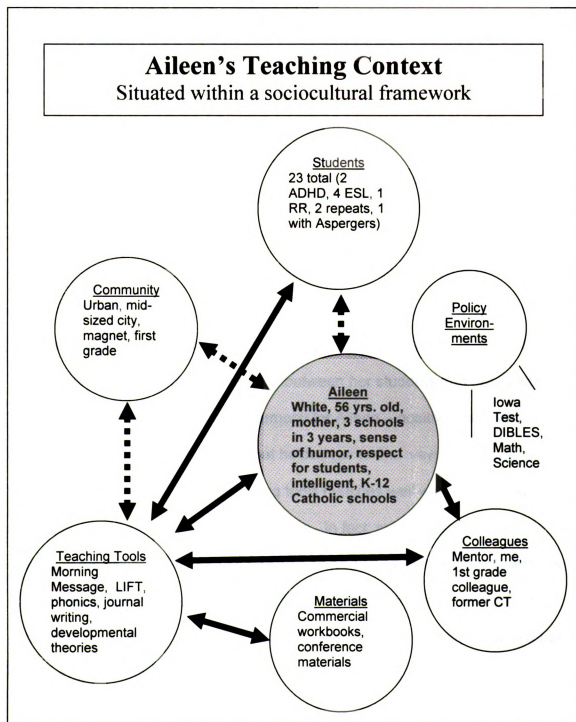 Aileen's Teaching Context
Situated within a sociocultural framework
Students
23 total (2
ADHD, 4 ESL, 1
RR, 2 repeats, 1
with Aspergers)
Community
Urban, mid-
sized city,
magnet, first
grade
Policy
Environ-
ments
Iowa
Test,
DIBLES,
Math,
Science
Aileen
White, 56 yrs. old,
mother, 3 schools
in 3 years, sense
of humor, respect
for students,
intelligent, K-12
Catholic schools
Teaching Tools
Morning
Message, LIFT,
phonics, journal
writing,
developmental
theories
Materials
Commercial
workbooks,
conference
materials
Colleagues
Mentor, me,
1st grade
colleague,
former CT